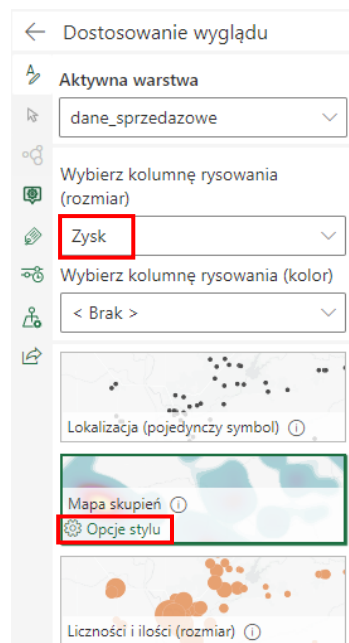 Dostosowanie wyglądu
Aktywna warstwa
dane_sprzedazowe
Wybierz kolumnę rysowania
(rozmiar)
Zysk
Wybierz kolumnę rysowania (kolor)
< Brak >
Lokalizacja (pojedynczy symbol)
Mapa skupień
Opcje stylu
Liczności i ilości (rozmiar)